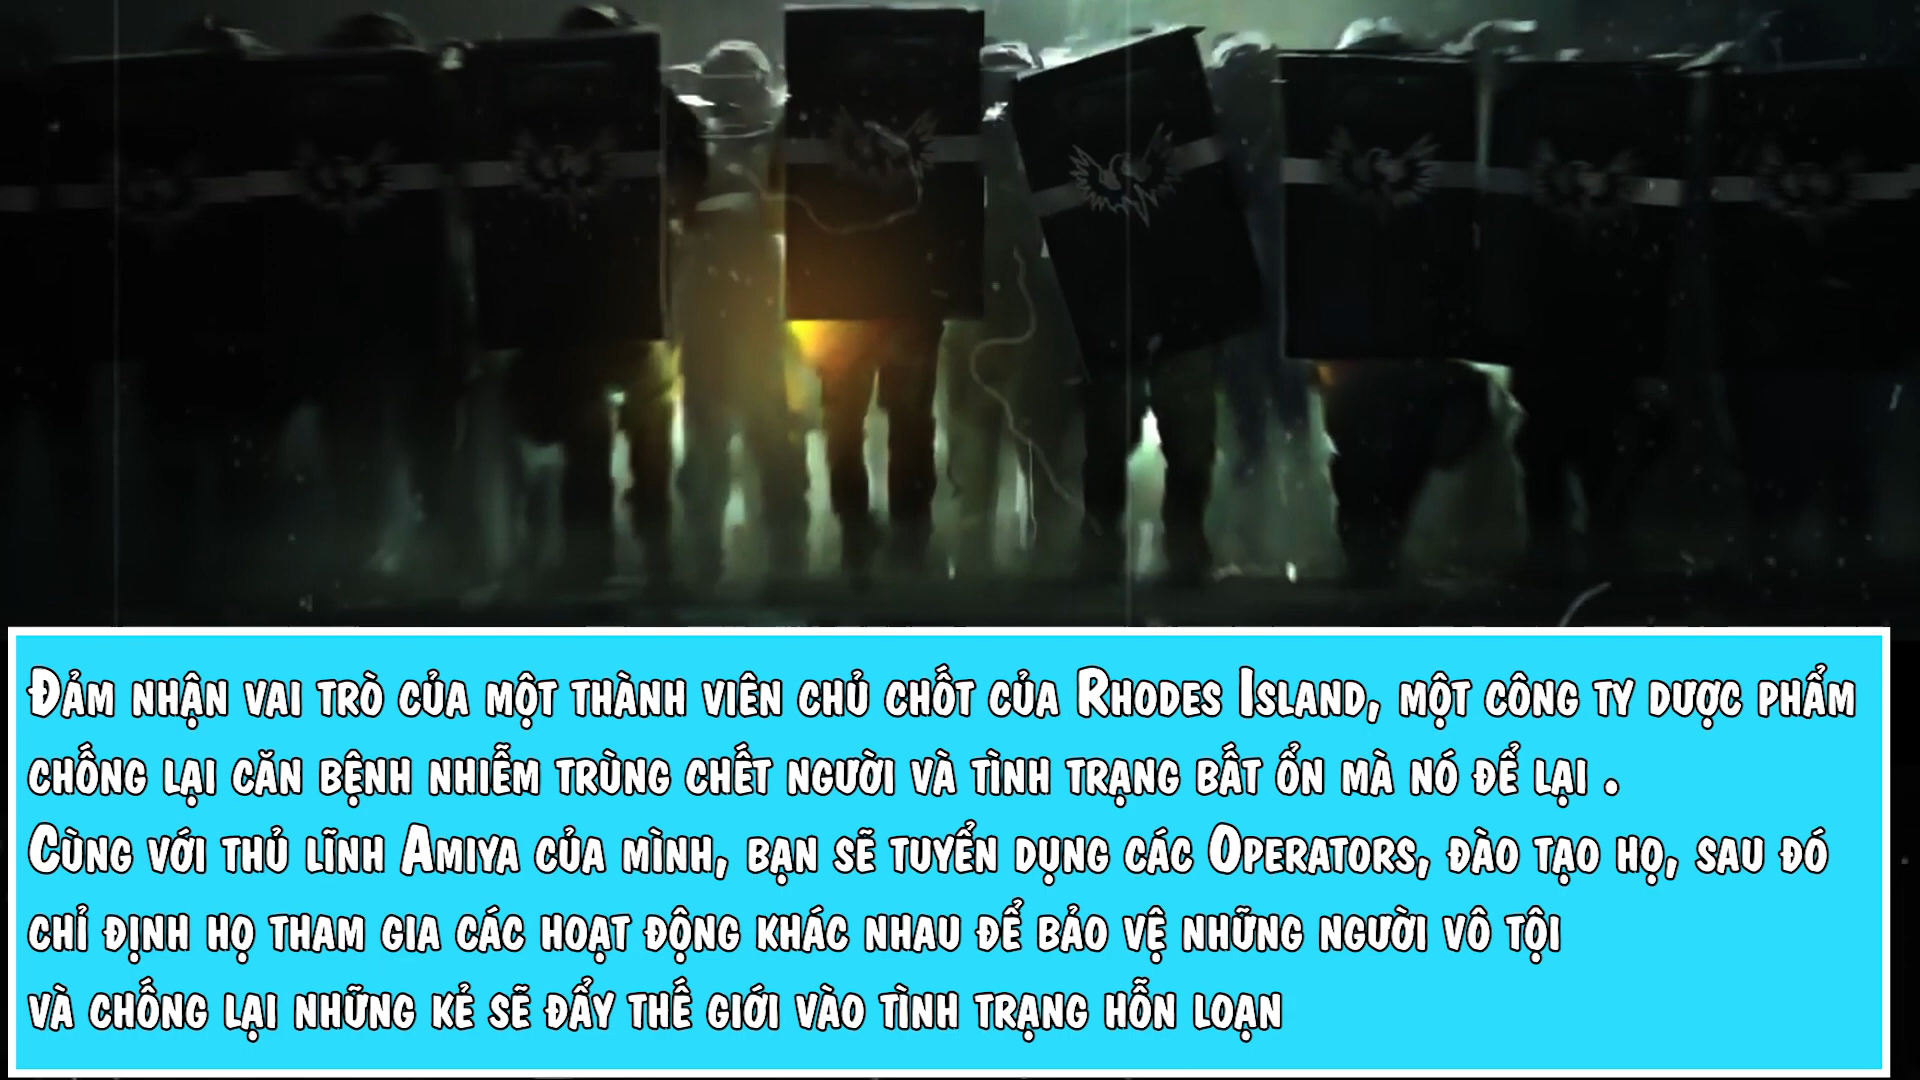 Đảm nhận vai trò của một thành viên chủ chốt của Rhodes Island, một công ty dược phẩm
chống lại căn bệnh nhiễm trùng chết người và tình trạng bất ổn mà nó để lại .
Cùng với thủ lĩnh Amiya của mình, bạn sẽ tuyển dụng các Operators, đào tạo họ, sau đó
chỉ định họ tham gia các hoạt động khác nhau để bảo vệ những người vô tội
và chống lại những kẻ sẽ đẩy thế giới vào tình trạng hỗn loạn